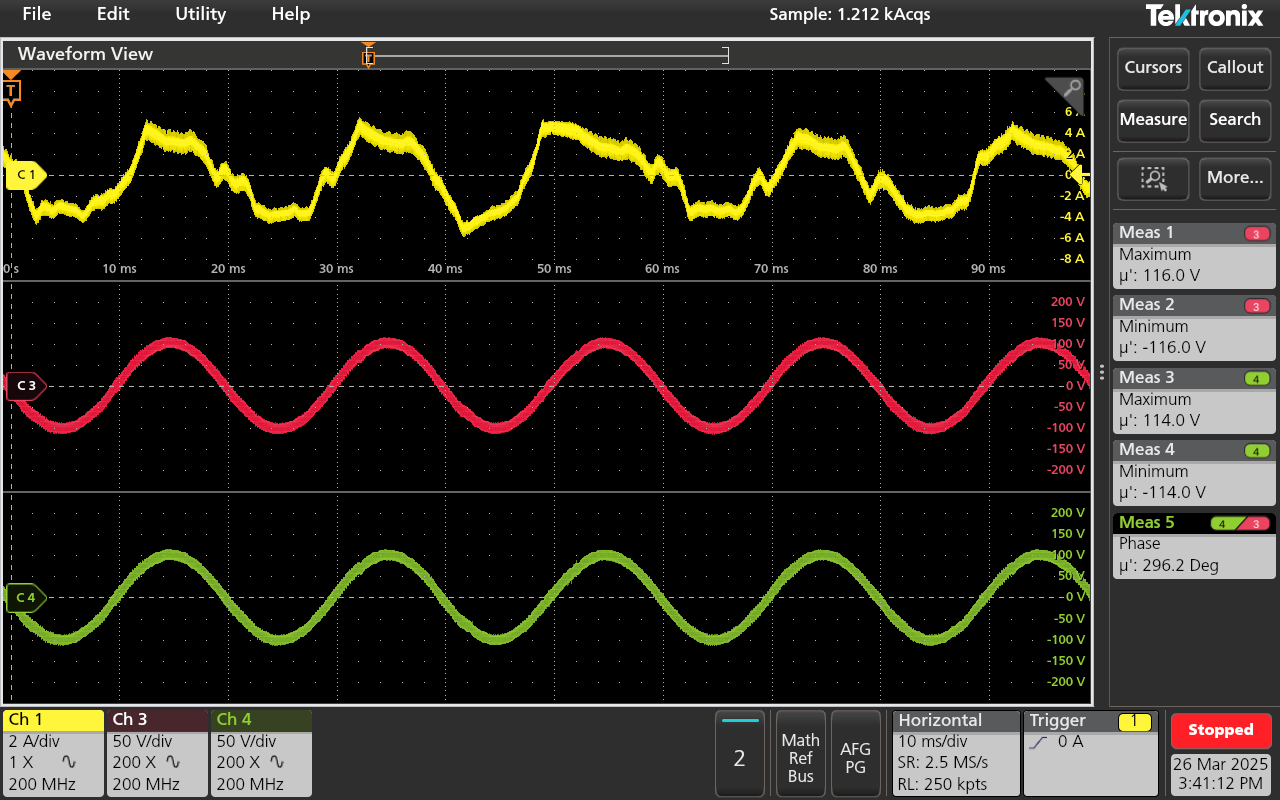 File Edit Utility Help Sample: 1.212 kAcqs Tektronix
Waveform View
T
T
C 1
6
4 A
2 A
0
-2 A
-4 A
-6 A
-8 A
0's 10 ms 20 ms 30 ms 40 ms 50 ms 60 ms 70 ms 80 ms 90 ms
200 V
150 V
100 V
50 V
C 3
0 V
-50 V
-100 V
-150 V
-200 V
200 V
150 V
100 V
50 V
C 4
0 V
-50 V
-100 V
-150 V
-200 V
Cursors Callout
Measure Search
More...
Meas 1 3
Maximum
µ': 116.0 V
Meas 2 3
Minimum
µ': -116.0 V
Meas 3 4
Maximum
µ': 114.0 V
Meas 4 4
Minimum
µ': -114.0 V
Meas 5 4 3
Phase
µ': 296.2 Deg
Ch 1
2 A/div
1 X
200 MHz
Ch 3
50 V/div
200 X
200 MHz
Ch 4
50 V/div
200 X
200 MHz
2
Math
Ref
Bus
AFG
PG
Horizontal
10 ms/div
SR: 2.5 MS/s
RL: 250 kpts
Trigger 1
0 A
Stopped
26 Mar 2025
3:41:12 PM